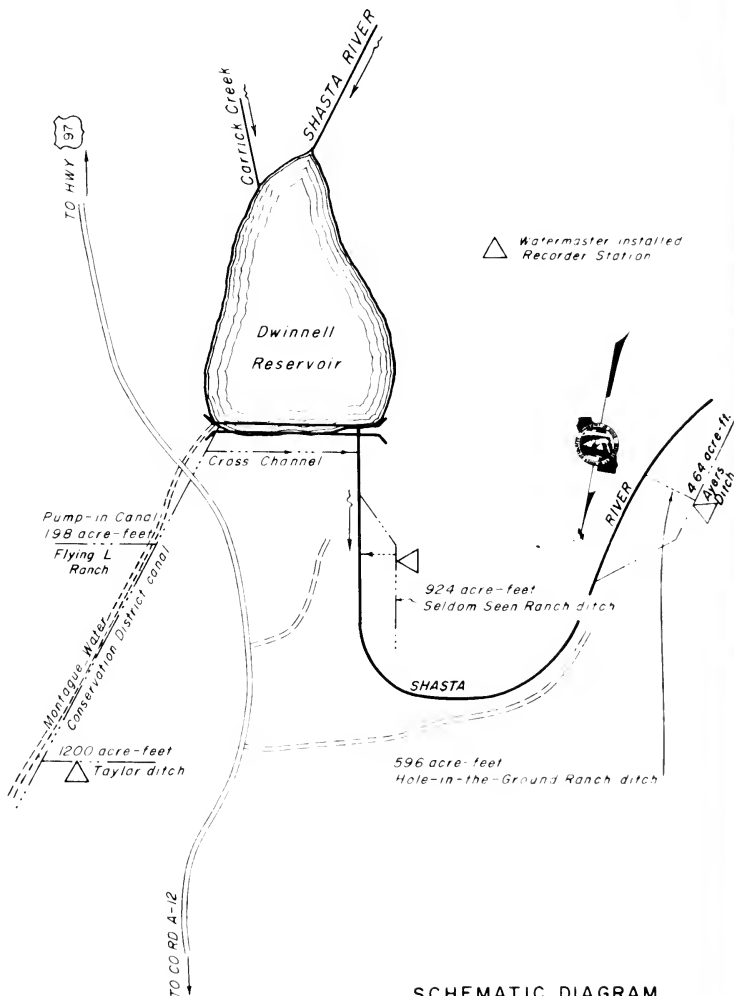 SHASTA RIVER
Carrick Creek
TO HWY 97
Watermaster installed
Recorder Station
Dwinnell
Reservoir
Cross Channel
464 acre-ft.
Ayers
Ditch
RIVER
Pump-in Canal
198 acre-feet
Flying L
Ranch
924 acre-feet
Seldom Seen Ranch ditch
Montague Water
Conservation District canal
SHASTA
1200 acre-feet
Taylor ditch
596 acre-feet
Hole-in-the-Ground Ranch ditch
TO CO RD A-12
SCHEMATIC DIAGRAM